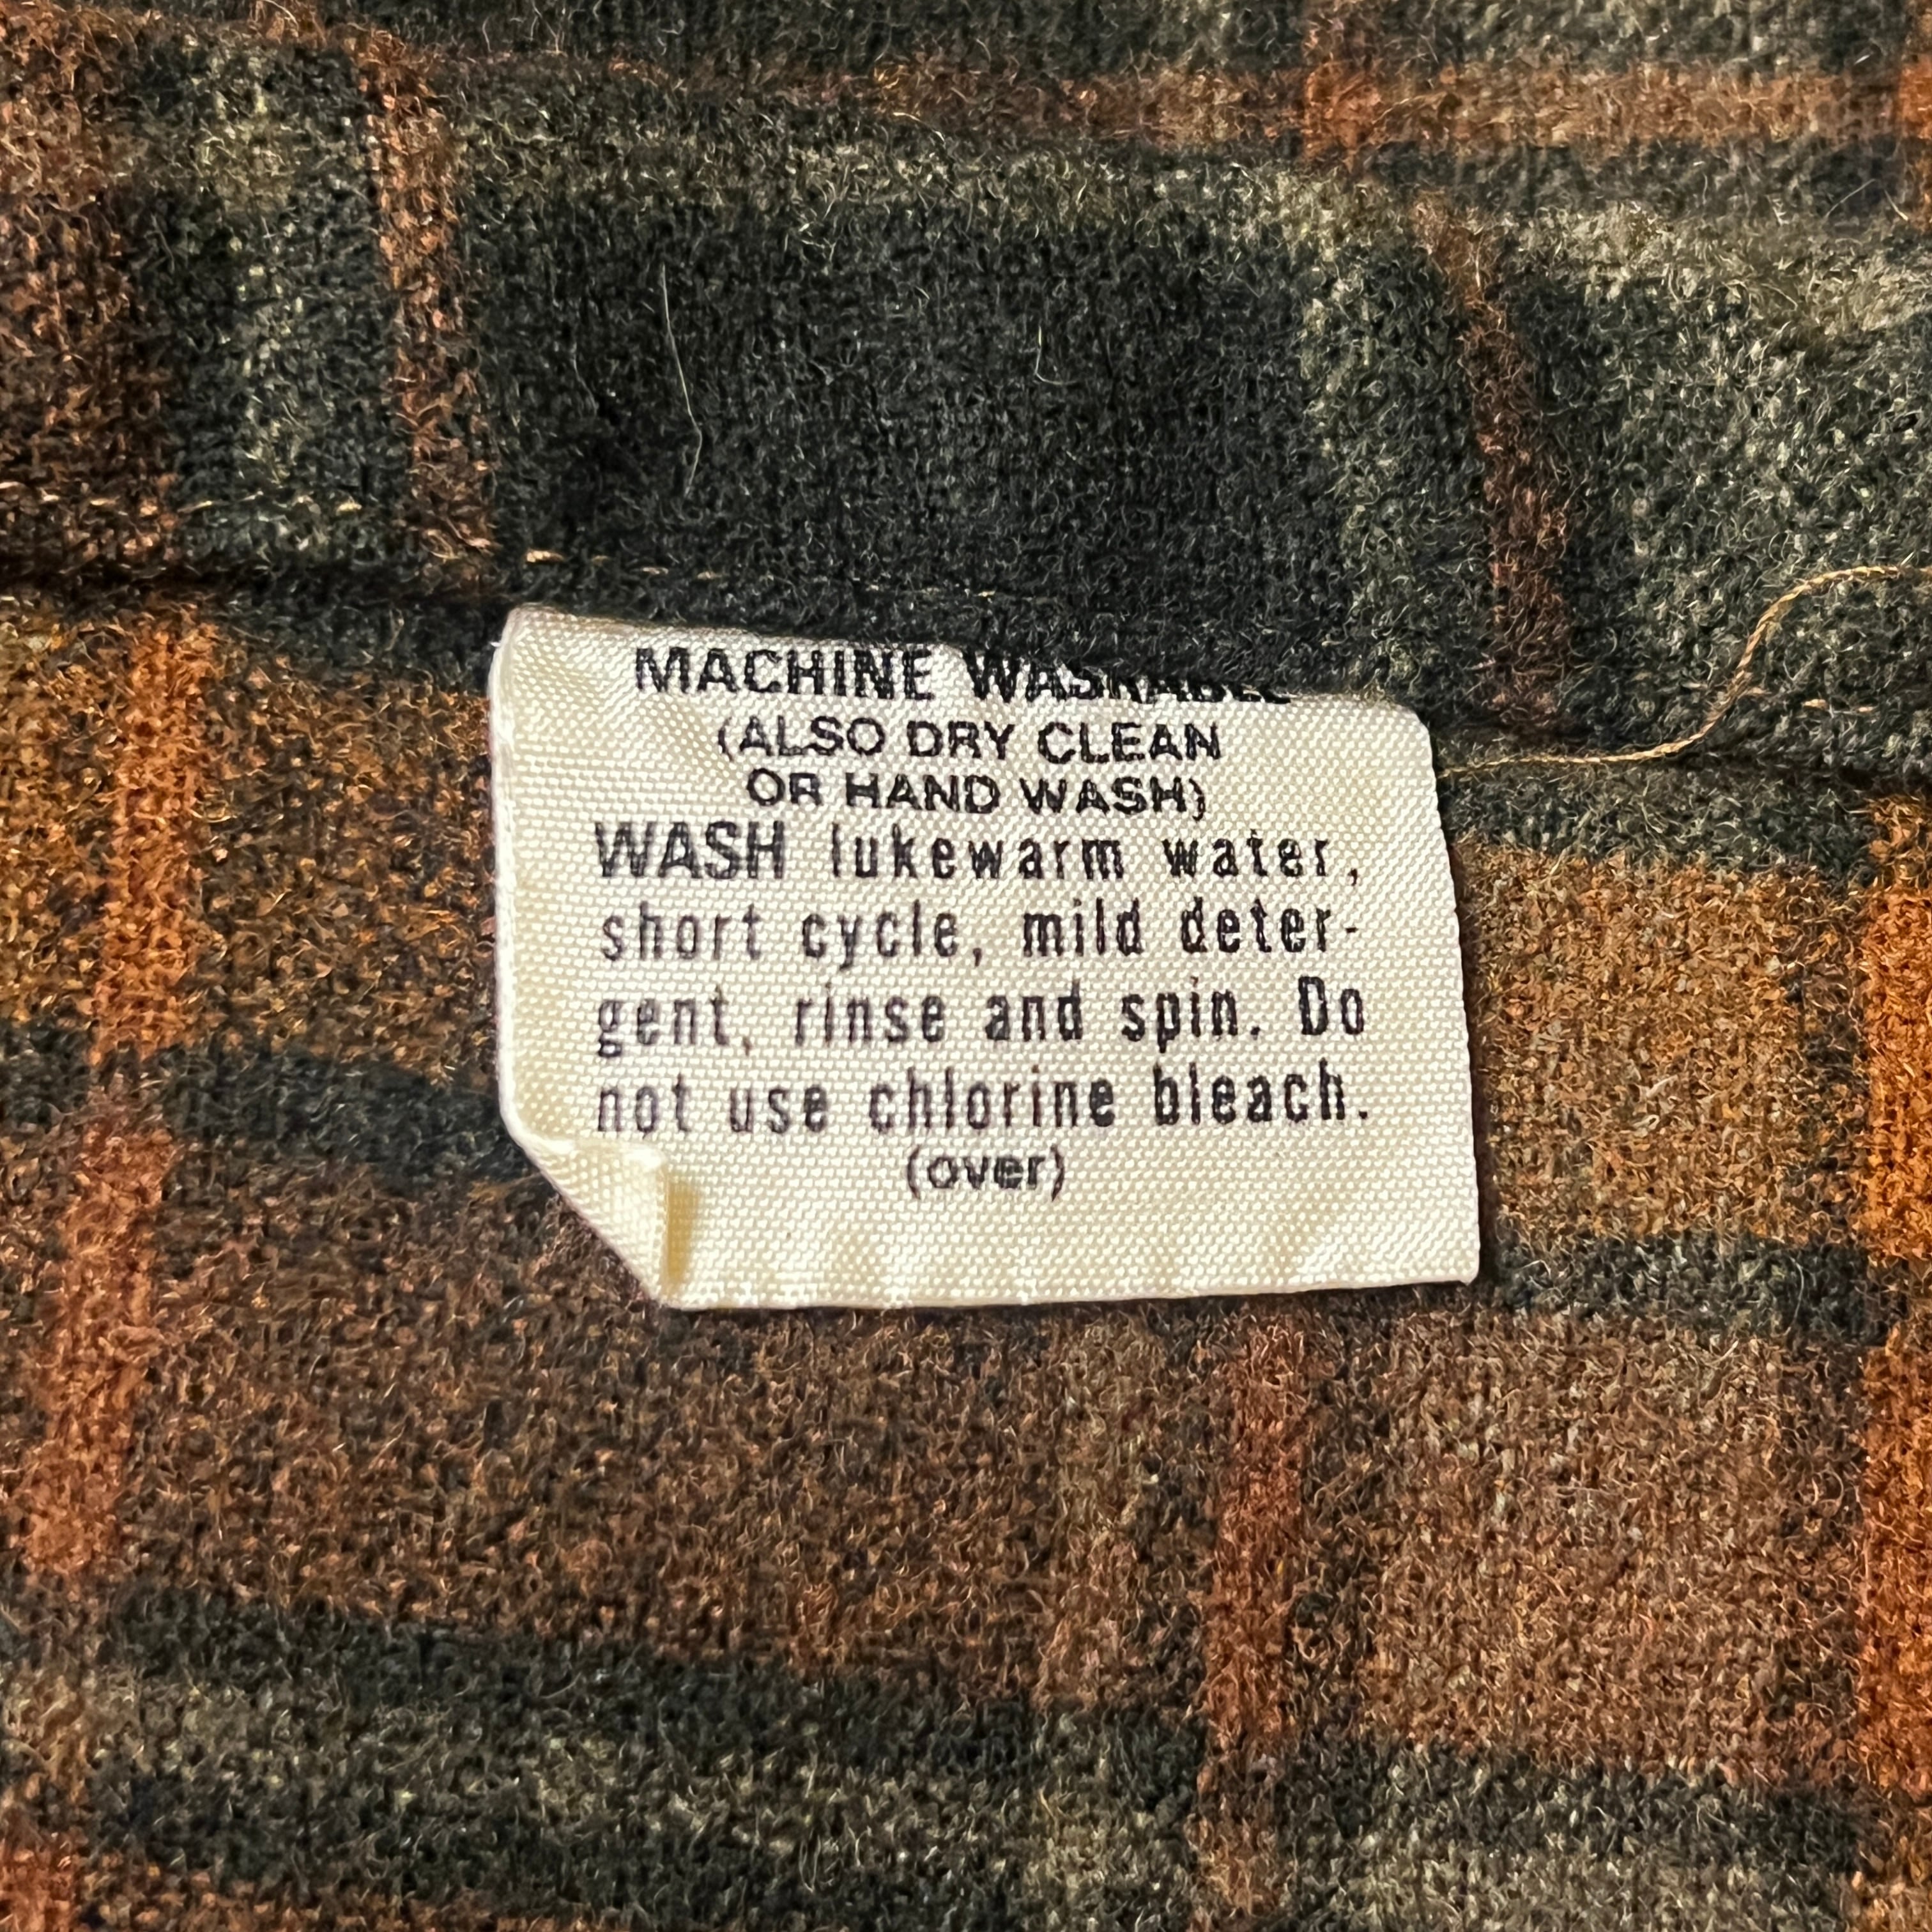 MACHINE WASHABLE
(ALSO DRY CLEAN
OR HAND WASH)
WASH lukewarm water,
short cycle, mild deter-
gent, rinse and spin. Do
not use chlorine bleach.
(over)